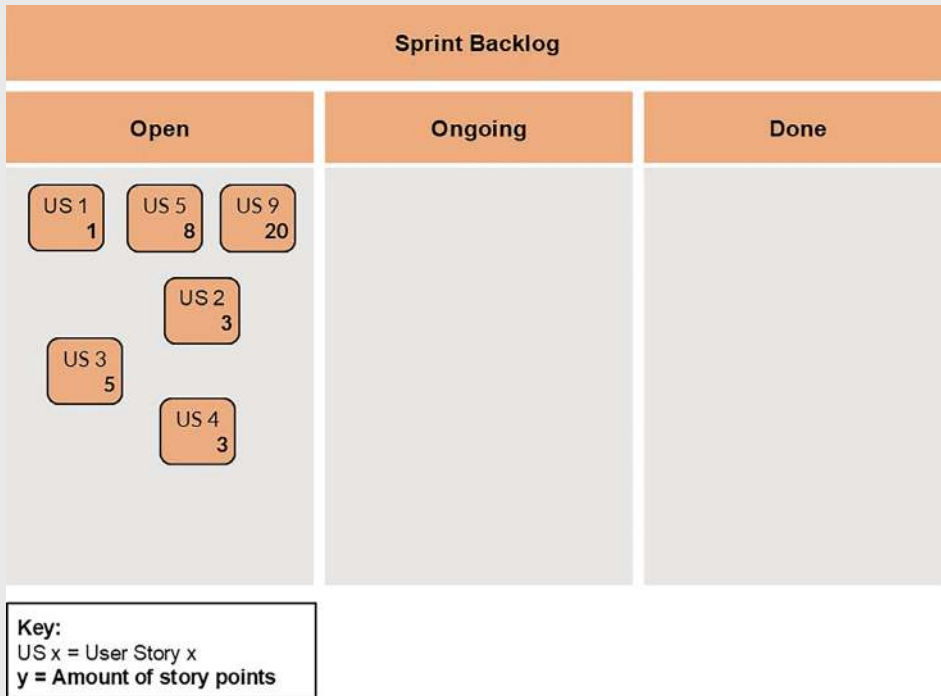 Sprint Backlog
Open
Ongoing
Done
US 1
1
US 5
8
US 9
20
US 2
3
US 3
5
US 4
3
Key:
US x = User Story x
y = Amount of story points